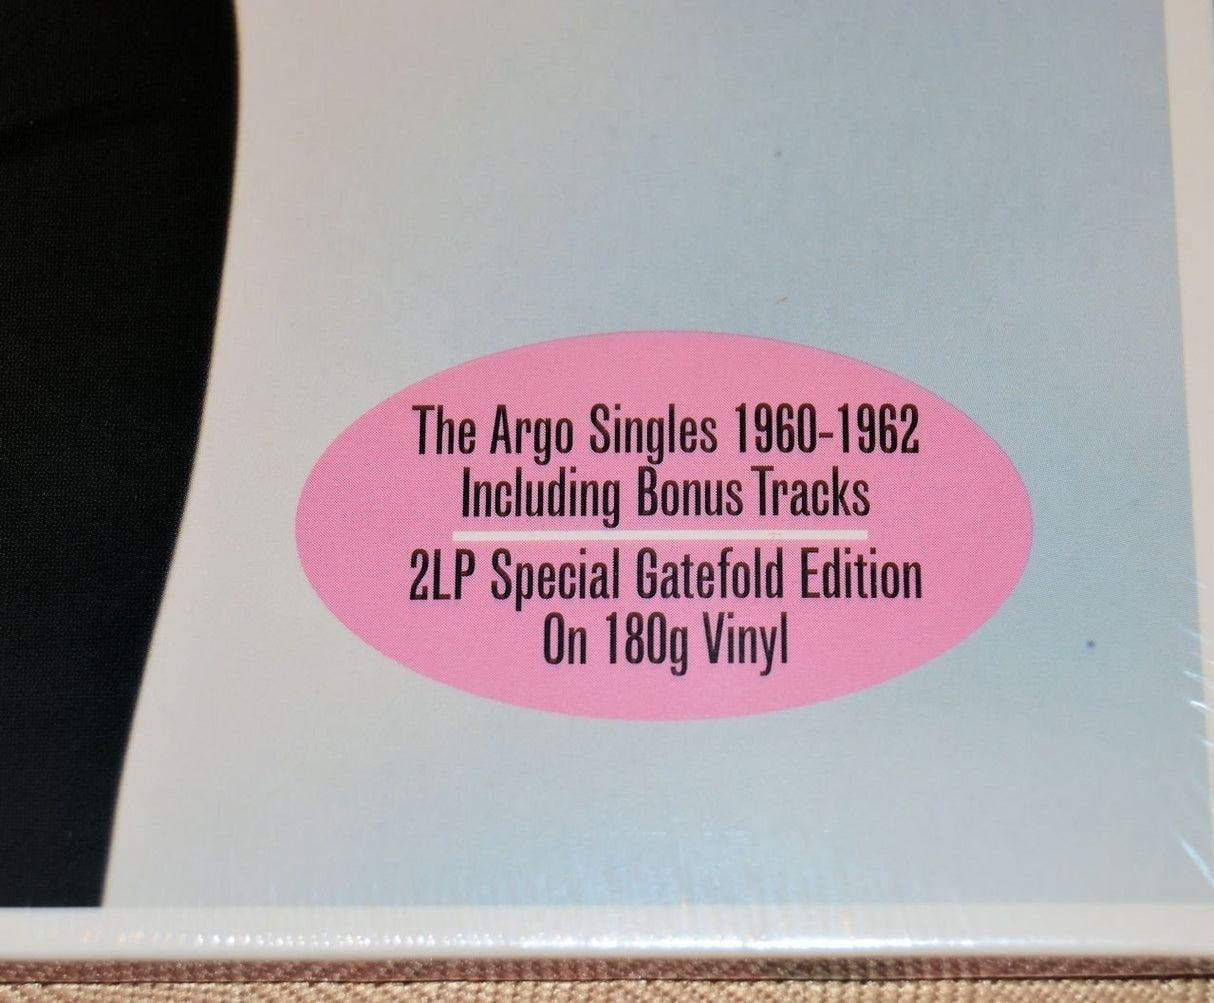 The Argo Singles 1960-1962
Including Bonus Tracks
2LP Special Gatefold Edition
On 180g Vinyl